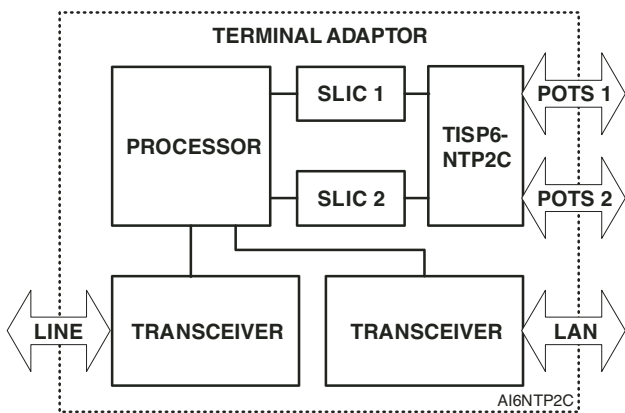 TERMINAL ADAPTOR
PROCESSOR
SLIC 1
SLIC 2
TISP6-
NTP2C
POTS 1
POTS 2
LINE
TRANSCEIVER
TRANSCEIVER
LAN
AI6NTP2C